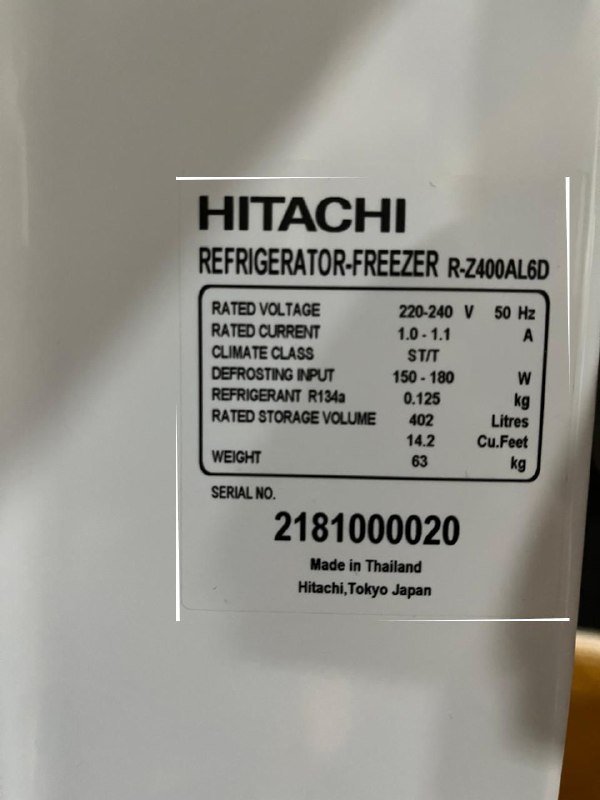 HITACHI
REFRIGERATOR-FREEZER R-Z400AL6D
RATED VOLTAGE 220-240 V 50 Hz
RATED CURRENT 1.0 - 1.1 A
CLIMATE CLASS ST/T
DEFROSTING INPUT 150 - 180 W
REFRIGERANT R134a 0.125 kg
RATED STORAGE VOLUME 402 Litres
14.2 Cu.Feet
WEIGHT 63 kg
SERIAL NO.
2181000020
Made in Thailand
Hitachi,Tokyo Japan